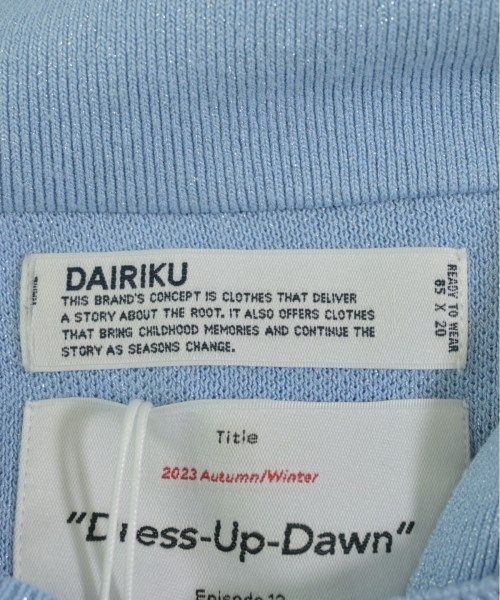 DAIRIKU
THIS BRAND'S CONCEPT IS CLOTHES THAT DELIVER
A STORY ABOUT THE ROOT. IT ALSO OFFERS CLOTHES
THAT BRING CHILDHOOD MEMORIES AND CONTINUE THE
STORY AS SEASONS CHANGE.
READY TO WEAR
85 X 20
Title
2023 Autumn/Winter
"Dress-Up-Dawn"
Episode